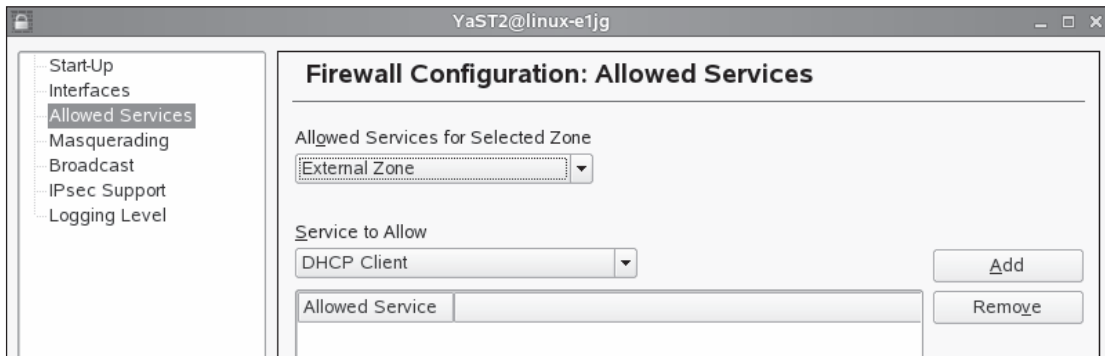 YaST2@linux-e1jg
Start-Up
Interfaces
Allowed Services
Masquerading
Broadcast
IPsec Support
Logging Level
Firewall Configuration: Allowed Services
Allowed Services for Selected Zone
External Zone
Service to Allow
DHCP Client
Add
Allowed Service
Remove